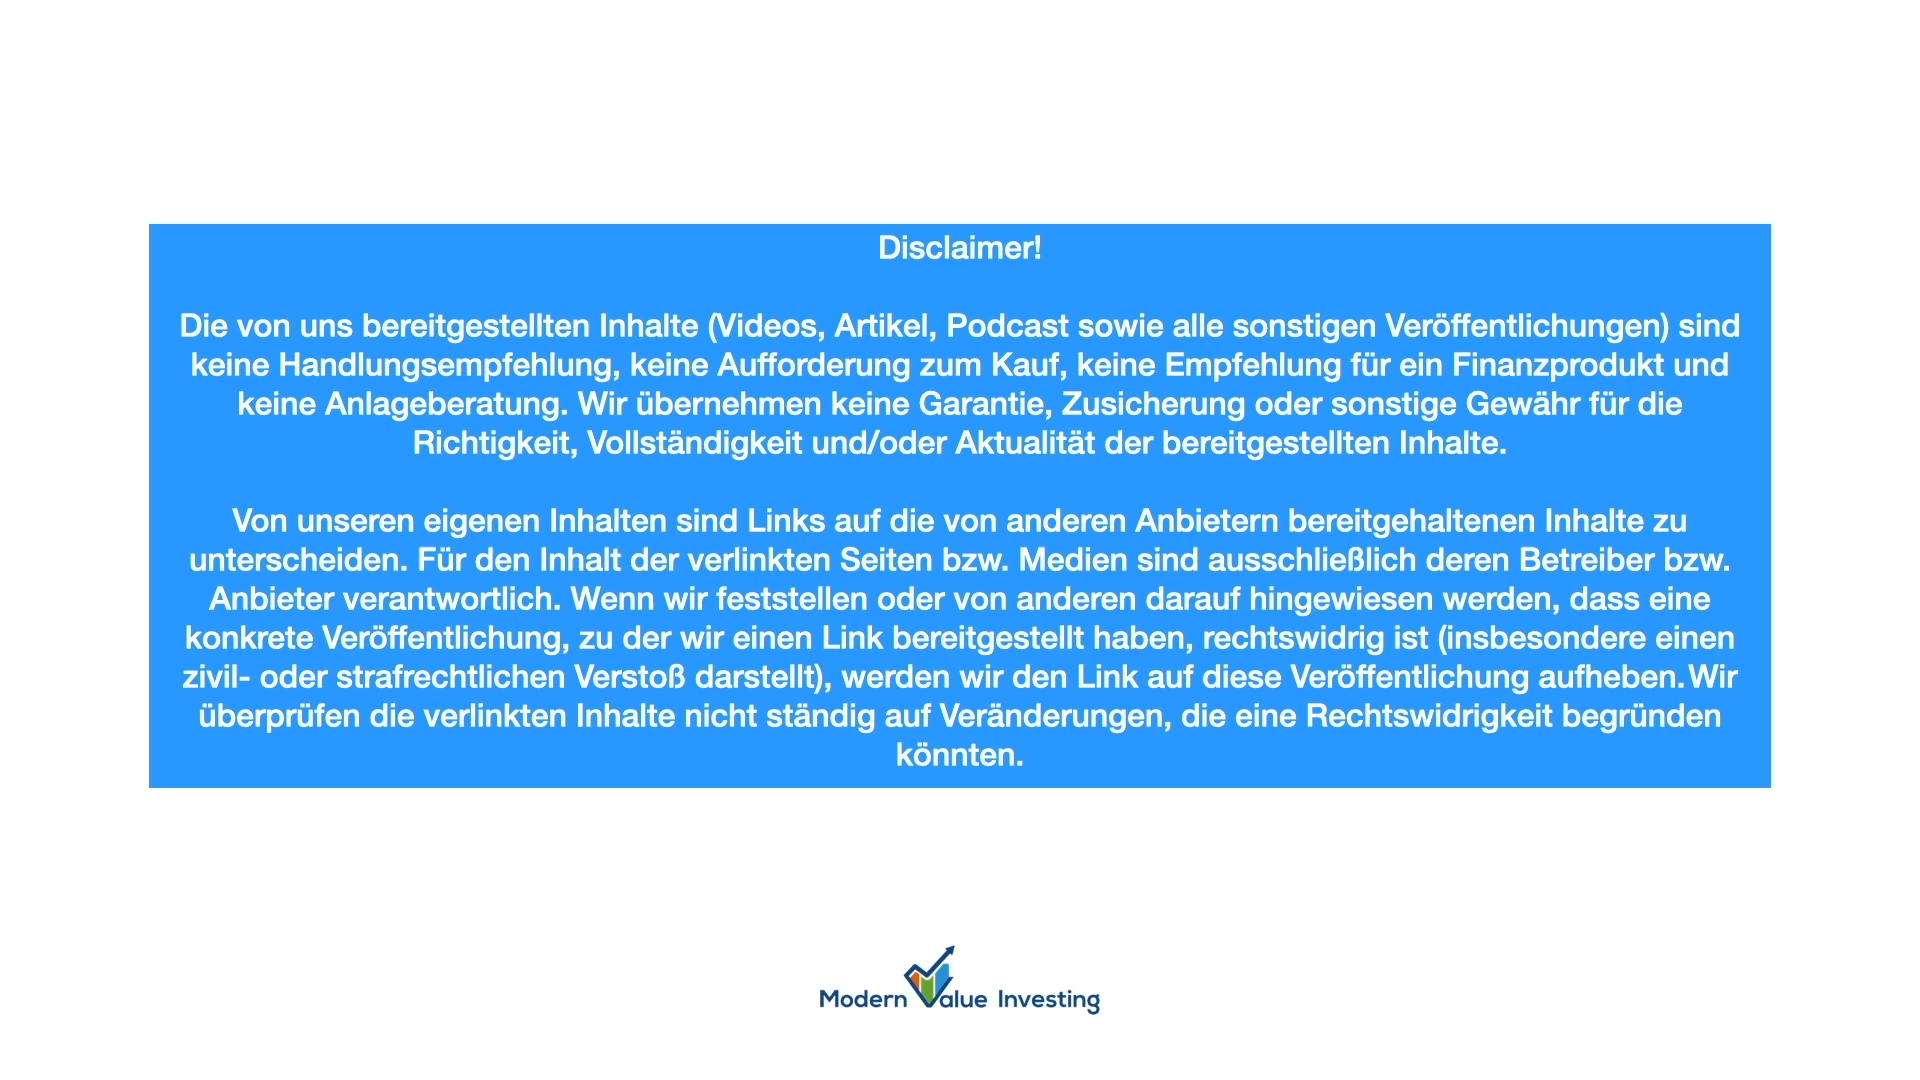 Disclaimer!
Die von uns bereitgestellten Inhalte (Videos, Artikel, Podcast sowie alle sonstigen Veröffentlichungen) sind
keine Handlungsempfehlung, keine Aufforderung zum Kauf, keine Empfehlung für ein Finanzprodukt und
keine Anlageberatung. Wir übernehmen keine Garantie, Zusicherung oder sonstige Gewähr für die
Richtigkeit, Vollständigkeit und/oder Aktualität der bereitgestellten Inhalte.
Von unseren eigenen Inhalten sind Links auf die von anderen Anbietern bereitgehaltenen Inhalte zu
unterscheiden. Für den Inhalt der verlinkten Seiten bzw. Medien sind ausschließlich deren Betreiber bzw.
Anbieter verantwortlich. Wenn wir feststellen oder von anderen darauf hingewiesen werden, dass eine
konkrete Veröffentlichung, zu der wir einen Link bereitgestellt haben, rechtswidrig ist (insbesondere einen
zivil- oder strafrechtlichen Verstoß darstellt), werden wir den Link auf diese Veröffentlichung aufheben. Wir
überprüfen die verlinkten Inhalte nicht ständig auf Veränderungen, die eine Rechtswidrigkeit begründen
könnten.
Modern Value Investing